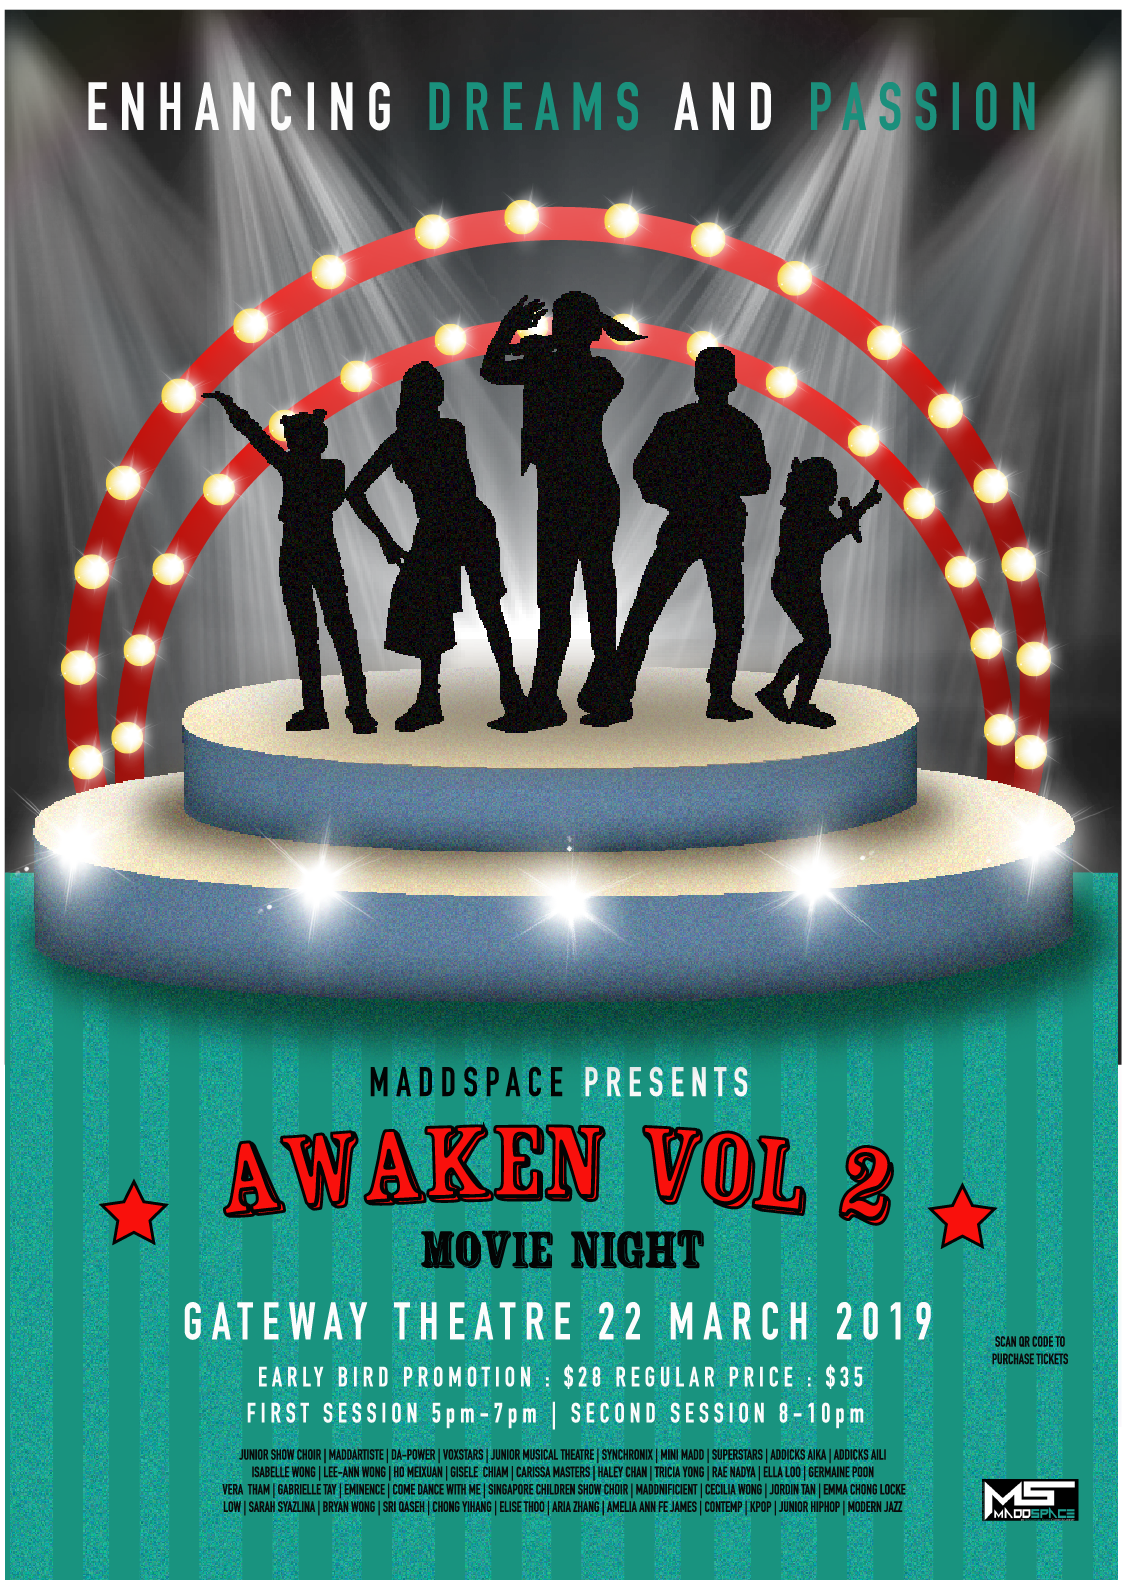 ENHANCING DREAMS AND PASSION
MADDSPACE PRESENTS
AWAKEN VOL 2
MOVIE NIGHT
GATEWAY THEATRE 22 MARCH 2019
EARLY BIRD PROMOTION : $28 REGULAR PRICE : $35
FIRST SESSION 5pm-7pm | SECOND SESSION 8-10pm
SCAN QR CODE TO
PURCHASE TICKETS
JUNIOR SHOW CHOIR | MADDARTISTE | DA-POWER | VOXSTARS | JUNIOR MUSICAL THEATRE | SYNCHRONIX | MINI MADD | SUPERSTARS | ADDICKS AIKA | ADDICKS AILI
ISABELLE WONG | LEE-ANN WONG | HO MEIXUAN | GISELE CHIAM | CARISSA MASTERS | HALEY CHAN | TRICIA YONG | RAE NADYA | ELLA LOO | GERMAINE POON
VERA THAM | GABRIELLE TAY | EMINENCE | COME DANCE WITH ME | SINGAPORE CHILDREN SHOW CHOIR | MADDNIFICIENT | CECILIA WONG | JORDIN TAN | EMMA CHONG LOCKE
LOW | SARAH SYAZLINA | BRYAN WONG | SRI QASEH | CHONG YIHANG | ELISE THOO | ARIA ZHANG | AMELIA ANN FE JAMES | CONTEMP | KPOP | JUNIOR HIPHOP | MODERN JAZZ
MS
MADDSPACE